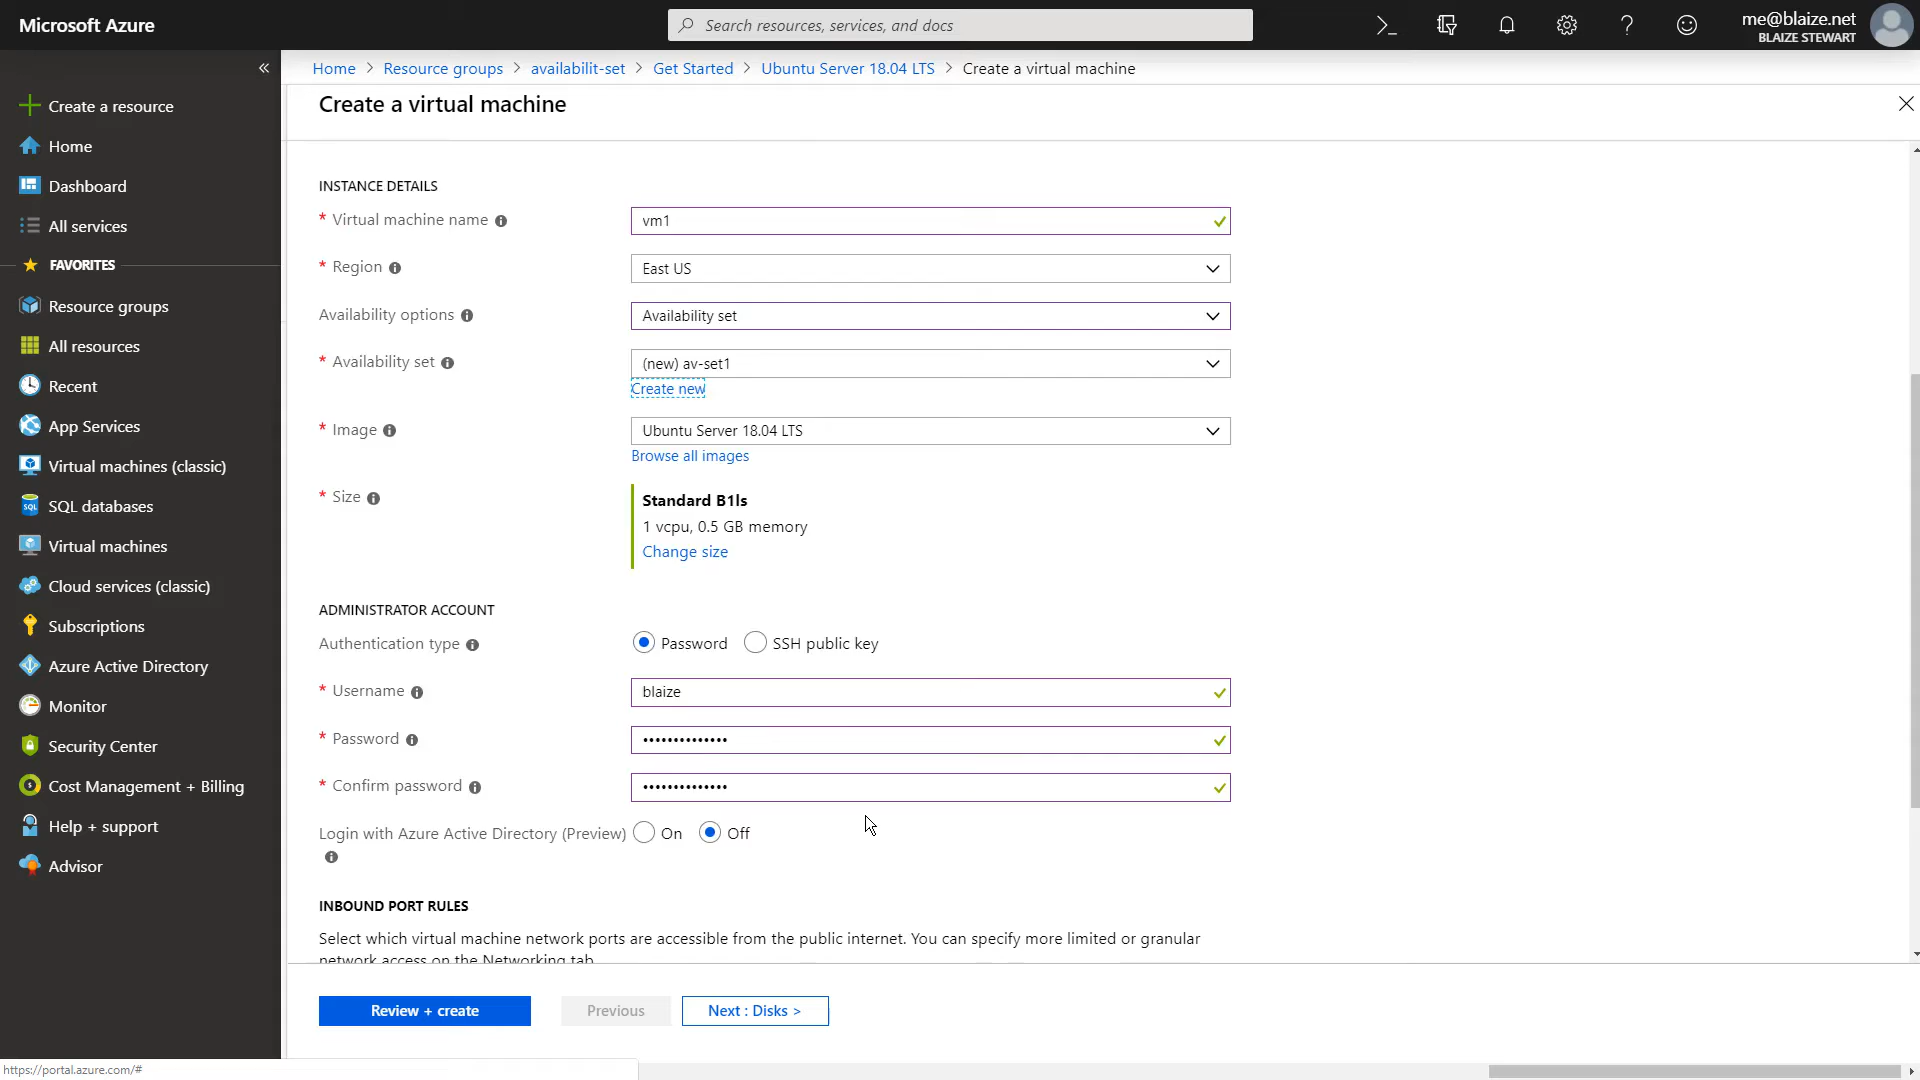 Microsoft Azure
Search resources, services, and docs
me@blaize.net
BLAIZE STEWART
Home > Resource groups > availabilit-set > Get Started > Ubuntu Server 18.04 LTS > Create a virtual machine
Create a virtual machine
Create a resource
Home
Dashboard
All services
FAVORITES
Resource groups
All resources
Recent
App Services
Virtual machines (classic)
SQL databases
Virtual machines
Cloud services (classic)
Subscriptions
Azure Active Directory
Monitor
Security Center
Cost Management + Billing
Help + support
Advisor
INSTANCE DETAILS
* Virtual machine name
vm1
* Region
East US
Availability options
Availability set
* Availability set
(new) av-set1
Create new
* Image
Ubuntu Server 18.04 LTS
Browse all images
* Size
Standard B1ls
1 vcpu, 0.5 GB memory
Change size
ADMINISTRATOR ACCOUNT
Authentication type
Password SSH public key
* Username
blaize
* Password
••••••••••••••
* Confirm password
••••••••••••••
Login with Azure Active Directory (Preview)
On Off
INBOUND PORT RULES
Select which virtual machine network ports are accessible from the public internet. You can specify more limited or granular
network access on the Networking tab.
Review + create
Previous
Next : Disks >
https://portal.azure.com/#